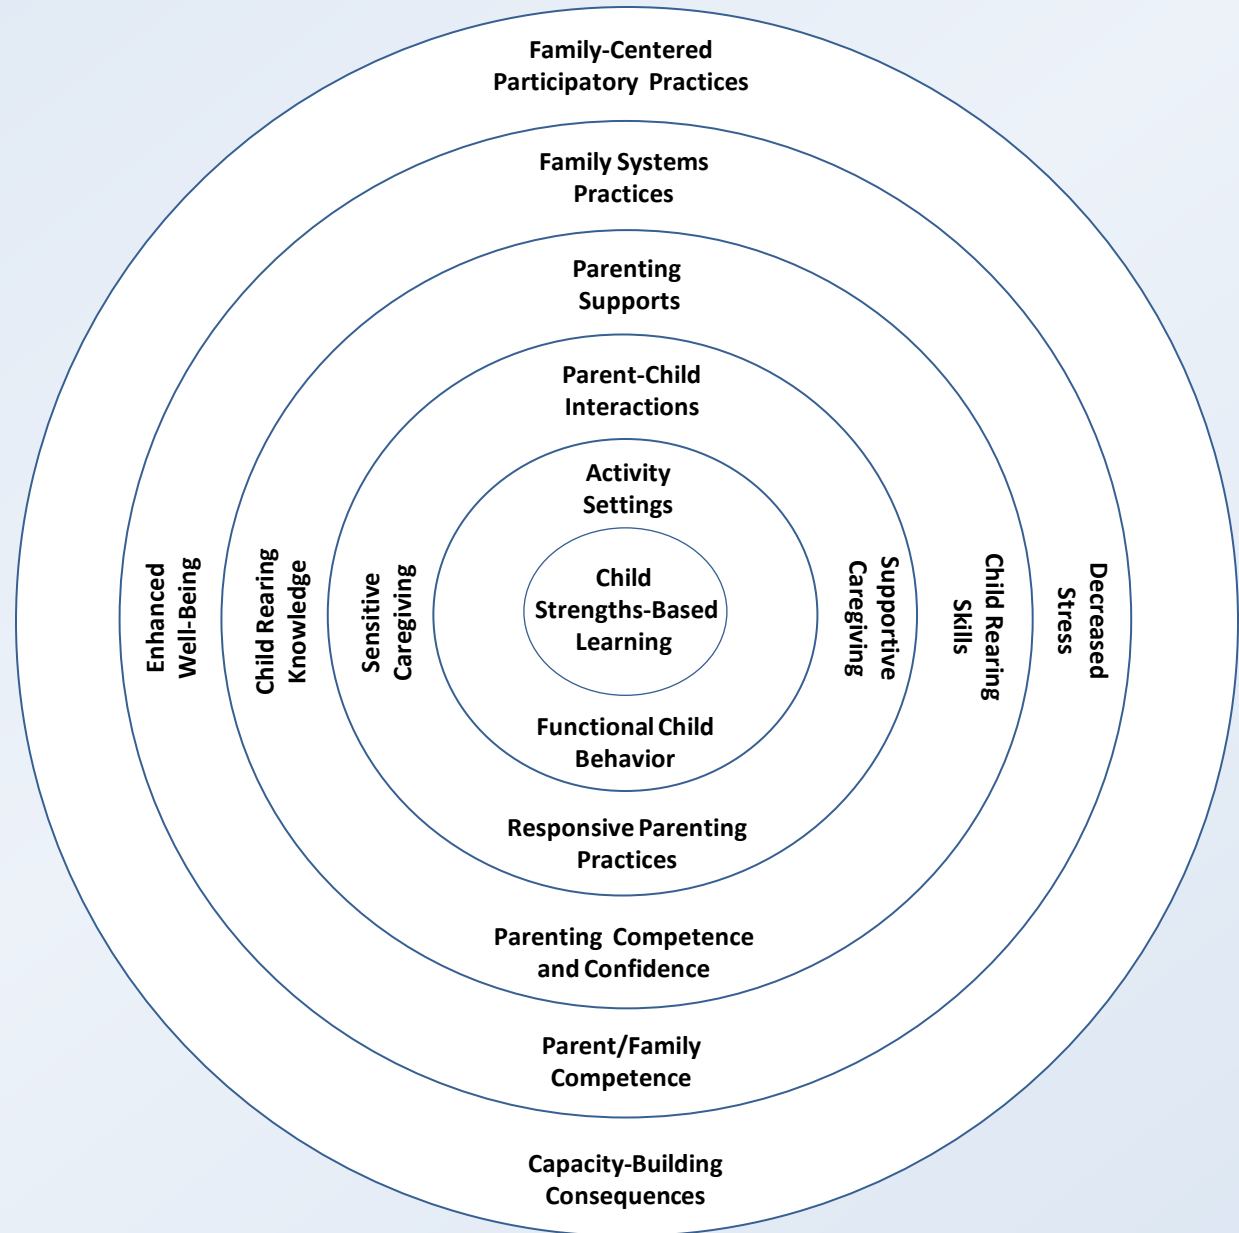 Family-Centered
Participatory Practices
Family Systems
Practices
Parenting
Supports
Parent-Child
Interactions
Activity
Settings
Enhanced
Well-Being
Child Rearing
Knowledge
Sensitive
Caregiving
Child
Strengths-Based
Learning
Supportive
Caregiving
Child Rearing
Skills
Decreased
Stress
Functional Child
Behavior
Responsive Parenting
Practices
Parenting Competence
and Confidence
Parent/Family
Competence
Capacity-Building
Consequences